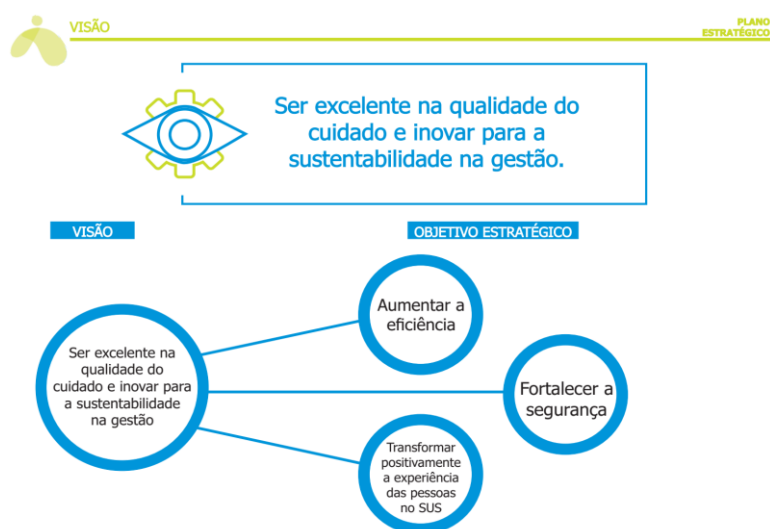 VISÃO
PLANO
ESTRATÉGICO
Ser excelente na qualidade do
cuidado e inovar para a
sustentabilidade na gestão.
VISÃO
OBJETIVO ESTRATÉGICO
Aumentar a
eficiência
Ser excelente na
qualidade do
cuidado e inovar para
a sustentabilidade
na gestão
Fortalecer a
segurança
Transformar
positivamente
a experiência
das pessoas
no SUS